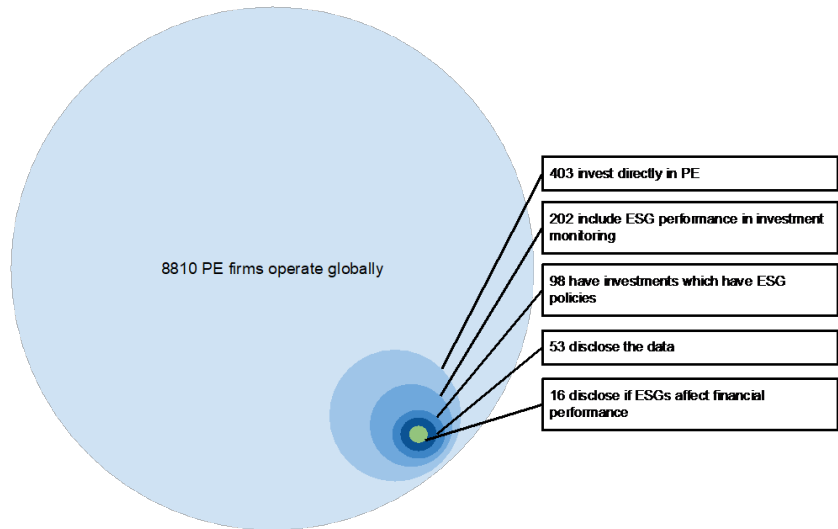 403 invest directly in PE
202 include ESG performance in investment
monitoring
8810 PE firms operate globally
98 have investments which have ESG
policies
53 disclose the data
16 disclose if ESGs affect financial
performance